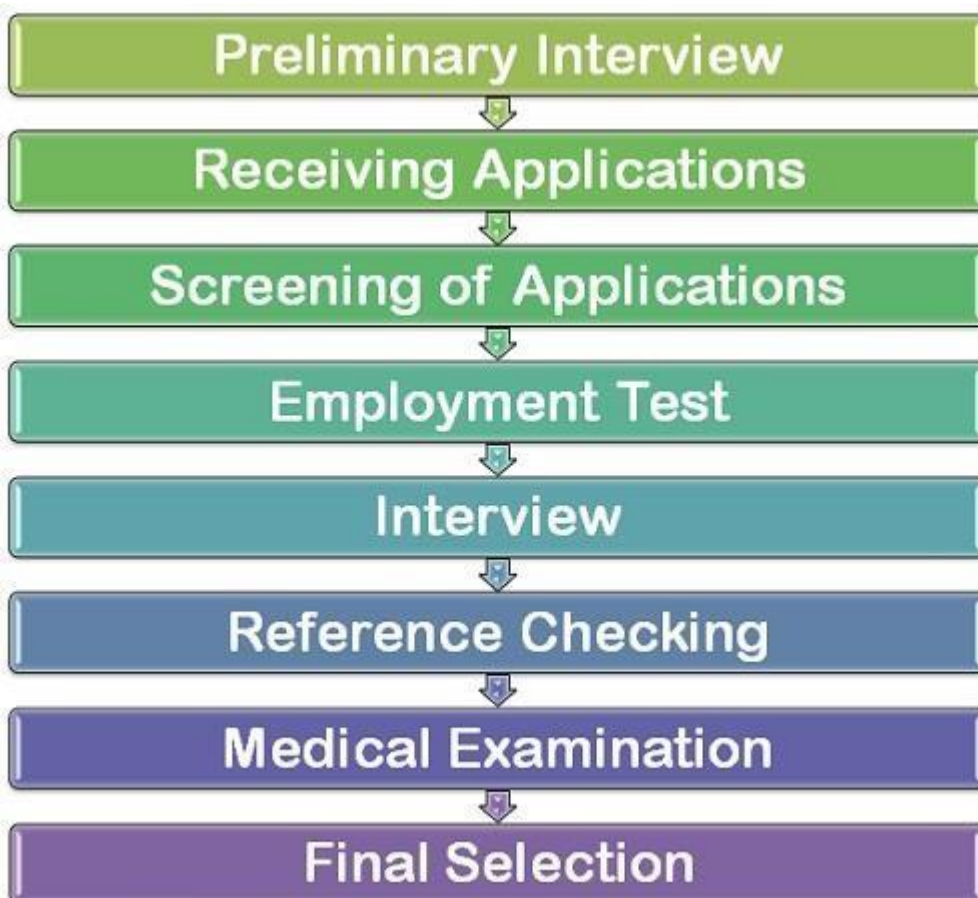 Preliminary Interview
Receiving Applications
Screening of Applications
Employment Test
Interview
Reference Checking
Medical Examination
Final Selection